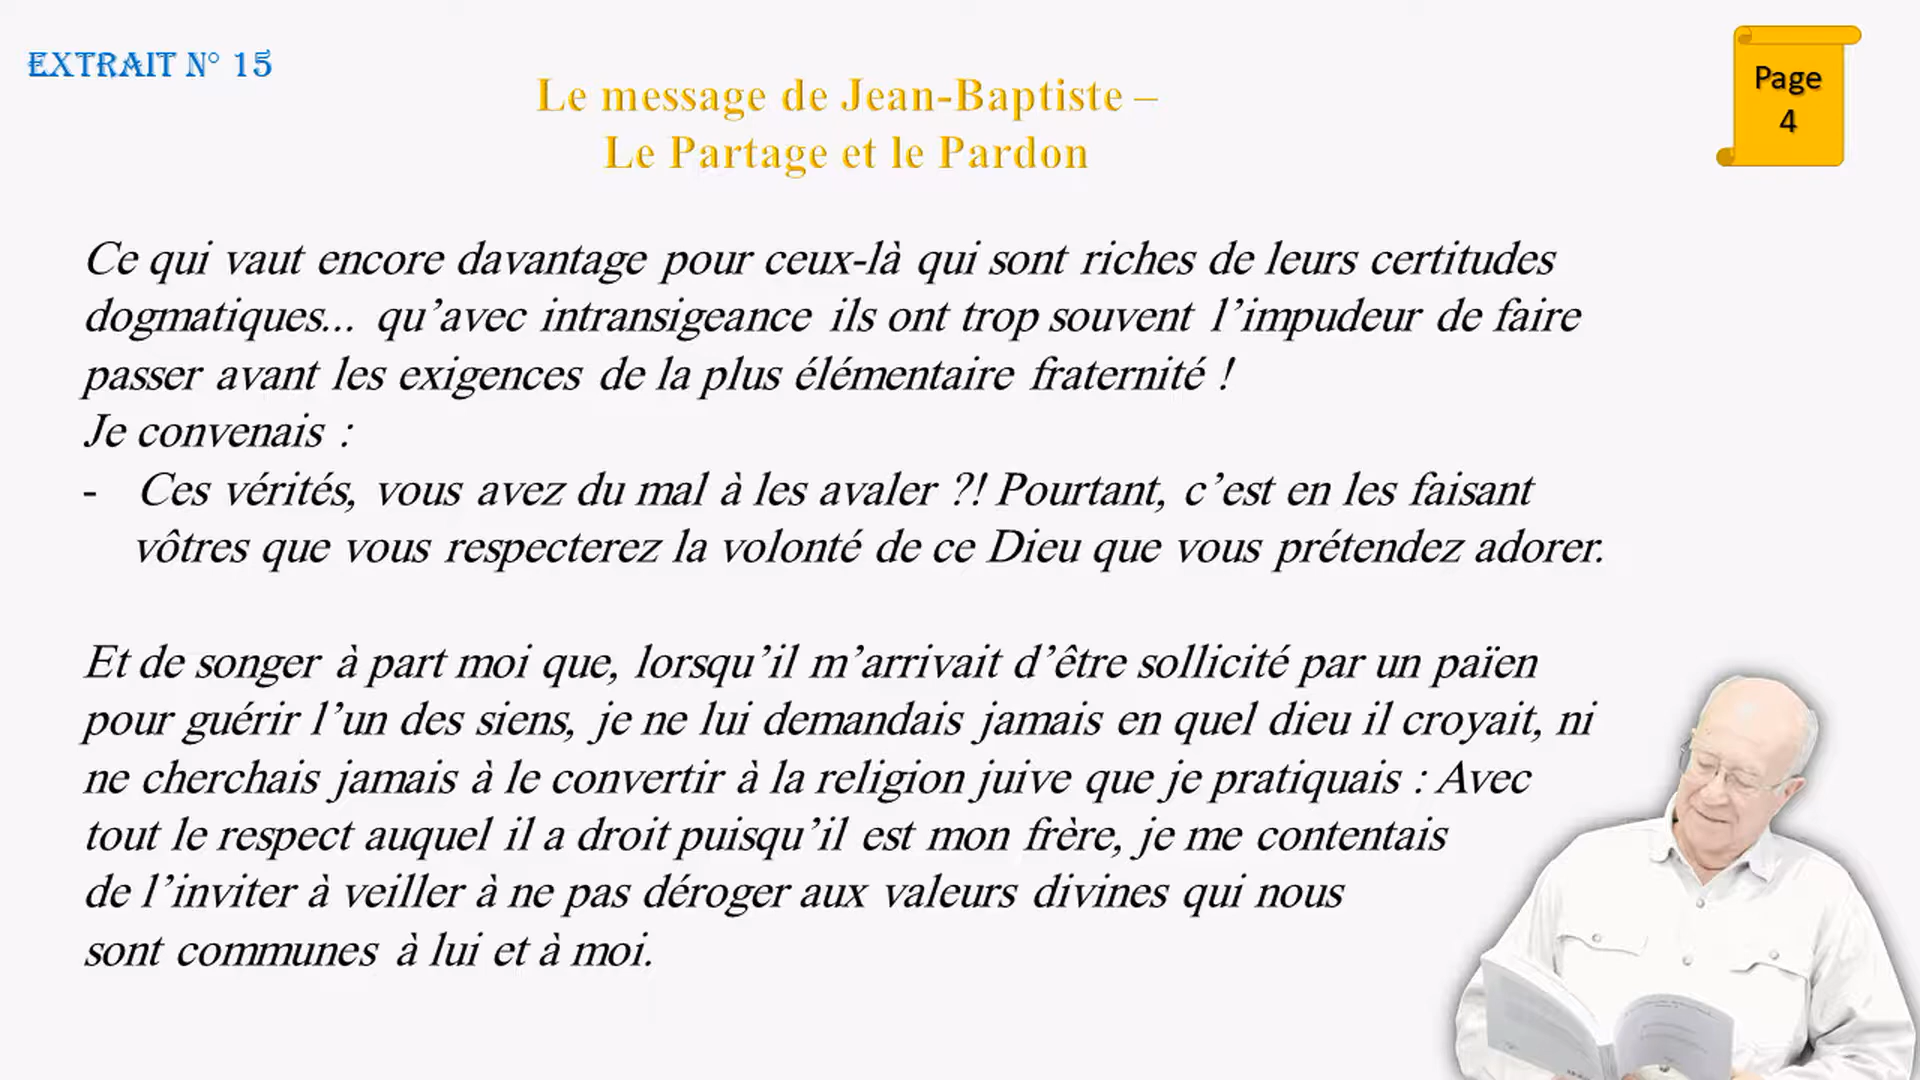 EXTRAIT N° 15
Le message de Jean-Baptiste –
Le Partage et le Pardon
Page
4
Ce qui vaut encore davantage pour ceux-là qui sont riches de leurs certitudes
dogmatiques... qu’avec intransigeance ils ont trop souvent l’impudeur de faire
passer avant les exigences de la plus élémentaire fraternité !
Je convenais :
- Ces vérités, vous avez du mal à les avaler ?! Pourtant, c’est en les faisant
vôtres que vous respecterez la volonté de ce Dieu que vous prétendez adorer.
Et de songer à part moi que, lorsqu’il m’arrivait d’être sollicité par un païen
pour guérir l’un des siens, je ne lui demandais jamais en quel dieu il croyait, ni
ne cherchais jamais à le convertir à la religion juive que je pratiquais : Avec
tout le respect auquel il a droit puisqu’il est mon frère, je me contentais
de l’inviter à veiller à ne pas déroger aux valeurs divines qui nous
sont communes à lui et à moi.